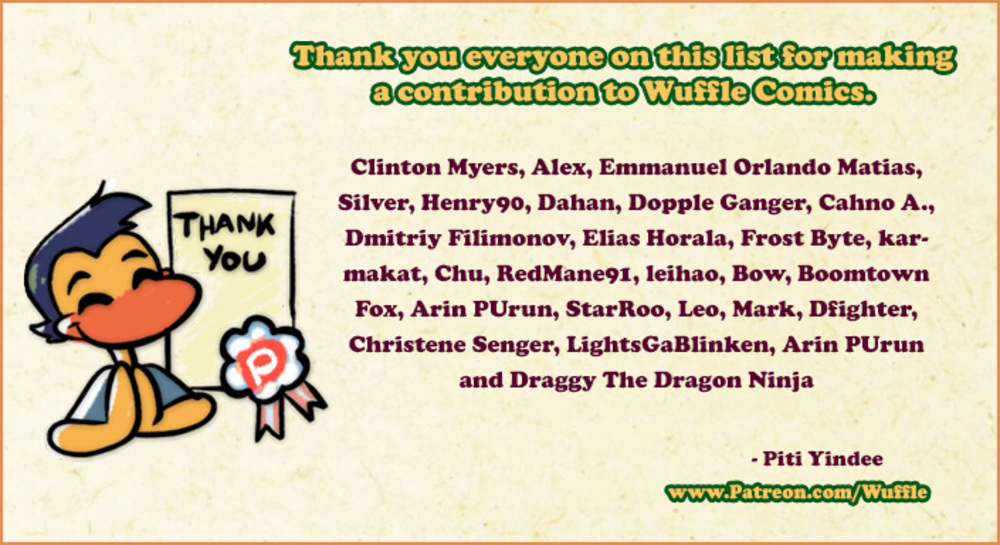 Thank you everyone on this list for making
a contribution to Wuffle Comics.
Clinton Myers, Alex, Emmanuel Orlando Matias,
Silver, Henry90, Dahan, Dopple Ganger, Cahno A.,
Dmitriy Filimonov, Elias Horala, Frost Byte, kar-
makat, Chu, RedMane91, leihao, Bow, Boomtown
Fox, Arin PUrun, StarRoo, Leo, Mark, Dfighter,
Christene Senger, LightsGaBlinken, Arin PUrun
and Draggy The Dragon Ninja
- Piti Yindee
www.Patreon.com/Wuffle
THANK
YOU
P